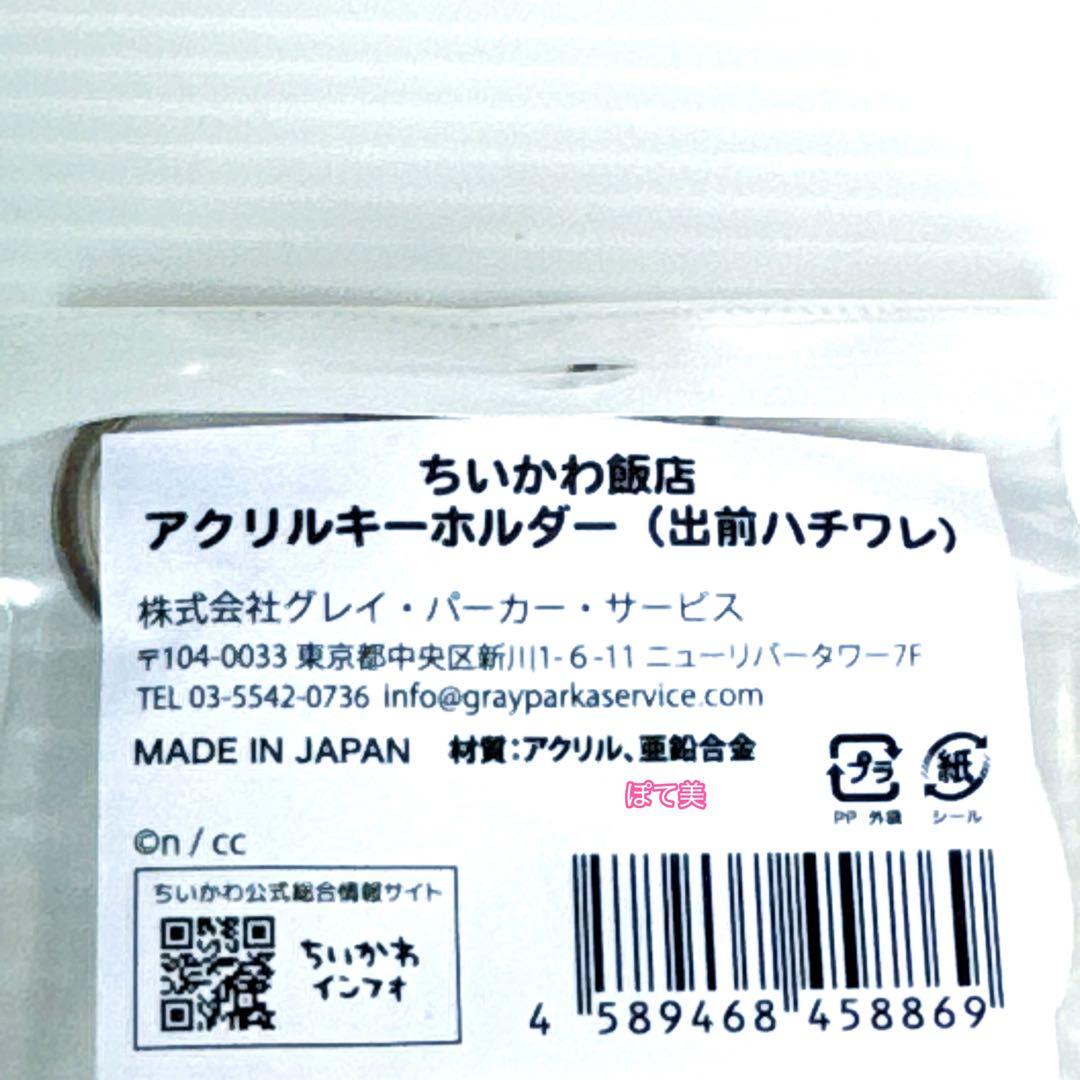 ちいかわ飯店
アクリルキーホルダー（出前ハチワレ）
株式会社グレイ・パーカー・サービス
〒104-0033 東京都中央区新川1-6-11 ニューリバータワー7F
TEL 03-5542-0736 info@grayparkaservice.com
MADE IN JAPAN 材質：アクリル、亜鉛合金
ぽて美
プラ 紙
PP 外袋 シール
©n / cc
ちいかわ公式総合情報サイト
ちいかわ
インフォ
4 589468 458869